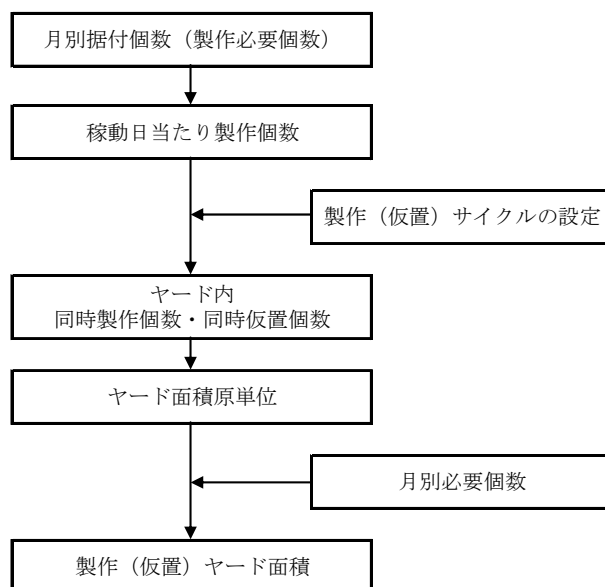 月別据付個数（製作必要個数）
稼動日当たり製作個数
製作（仮置）サイクルの設定
ヤード内
同時製作個数・同時仮置個数
ヤード面積原単位
月別必要個数
製作（仮置）ヤード面積